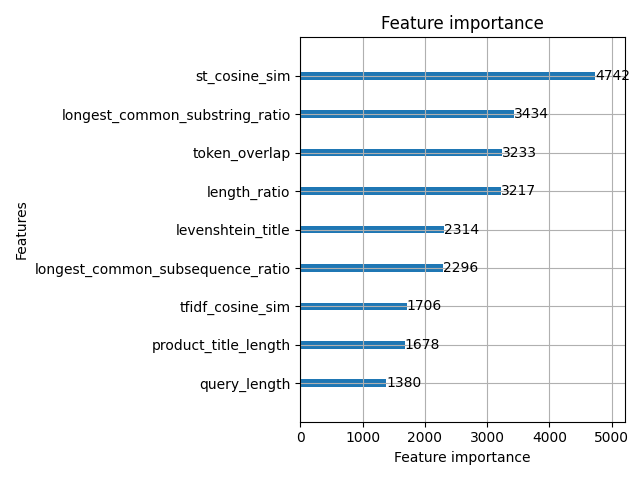 Feature importance
st_cosine_sim 4742
longest_common_substring_ratio 3434
token_overlap 3233
length_ratio 3217
levenshtein_title 2314
longest_common_subsequence_ratio 2296
tfidf_cosine_sim 1706
product_title_length 1678
query_length 1380
Features
0 1000 2000 3000 4000 5000
Feature importance